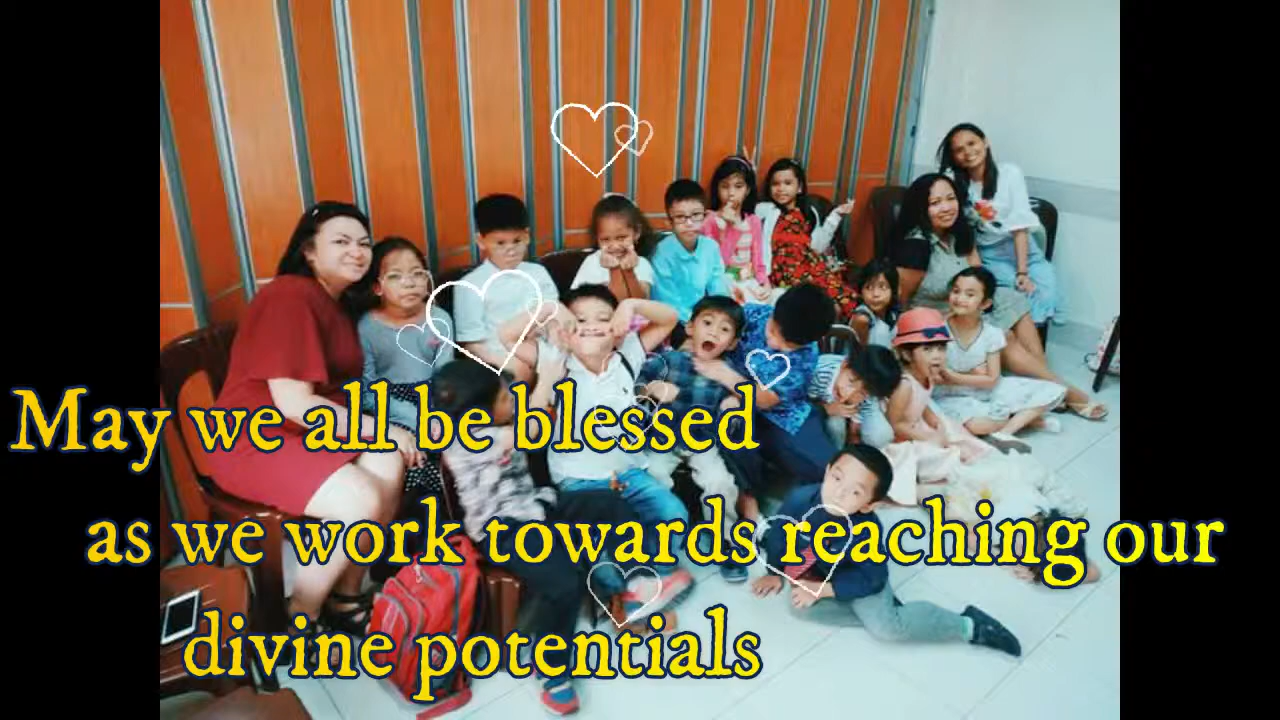 May we all be blessed
as we work towards reaching our
divine potentials